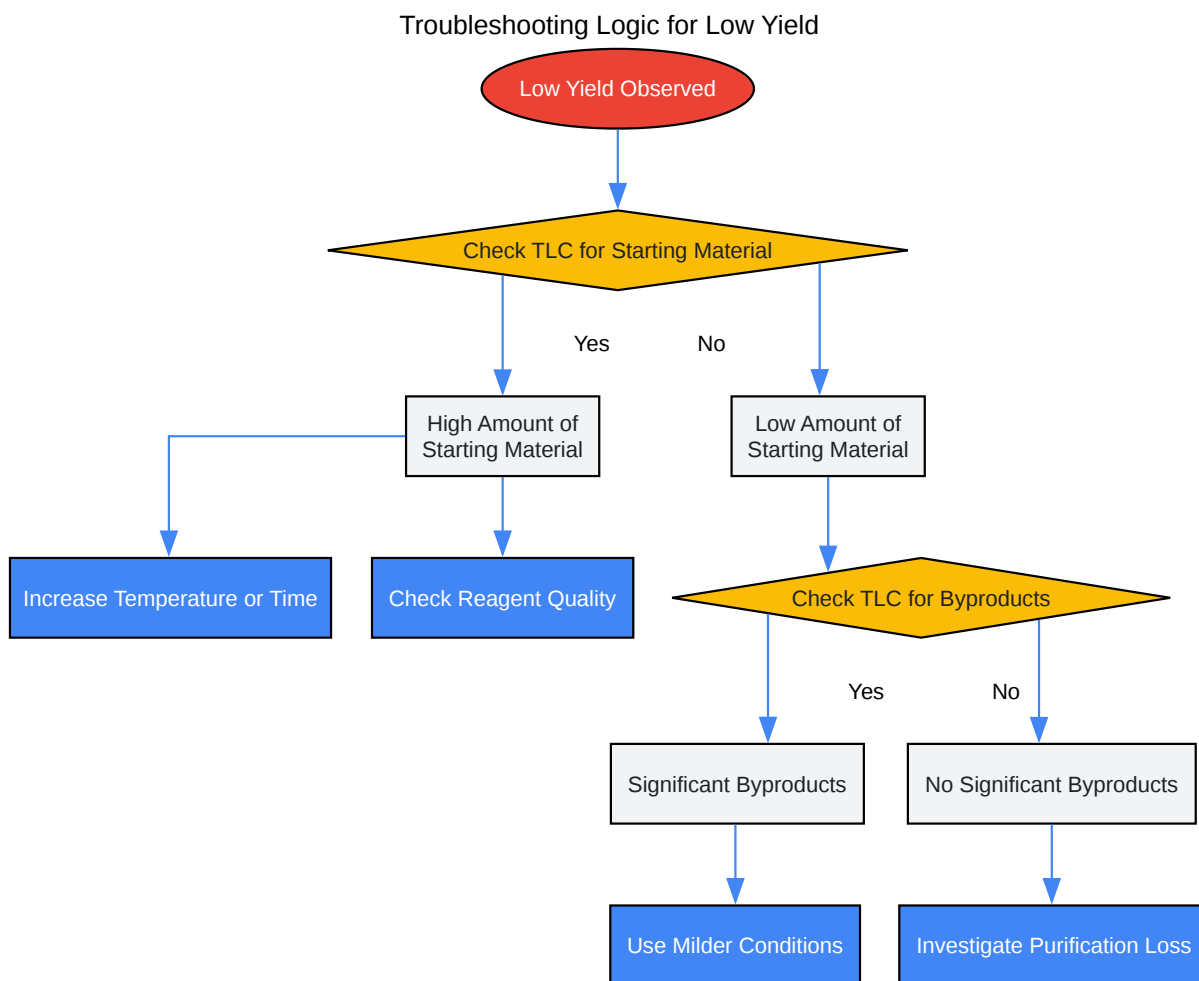 Troubleshooting Logic for Low Yield
Low Yield Observed
Check TLC for Starting Material
Yes
No
High Amount of
Starting Material
Low Amount of
Starting Material
Increase Temperature or Time
Check Reagent Quality
Check TLC for Byproducts
Yes
No
Significant Byproducts
No Significant Byproducts
Use Milder Conditions
Investigate Purification Loss